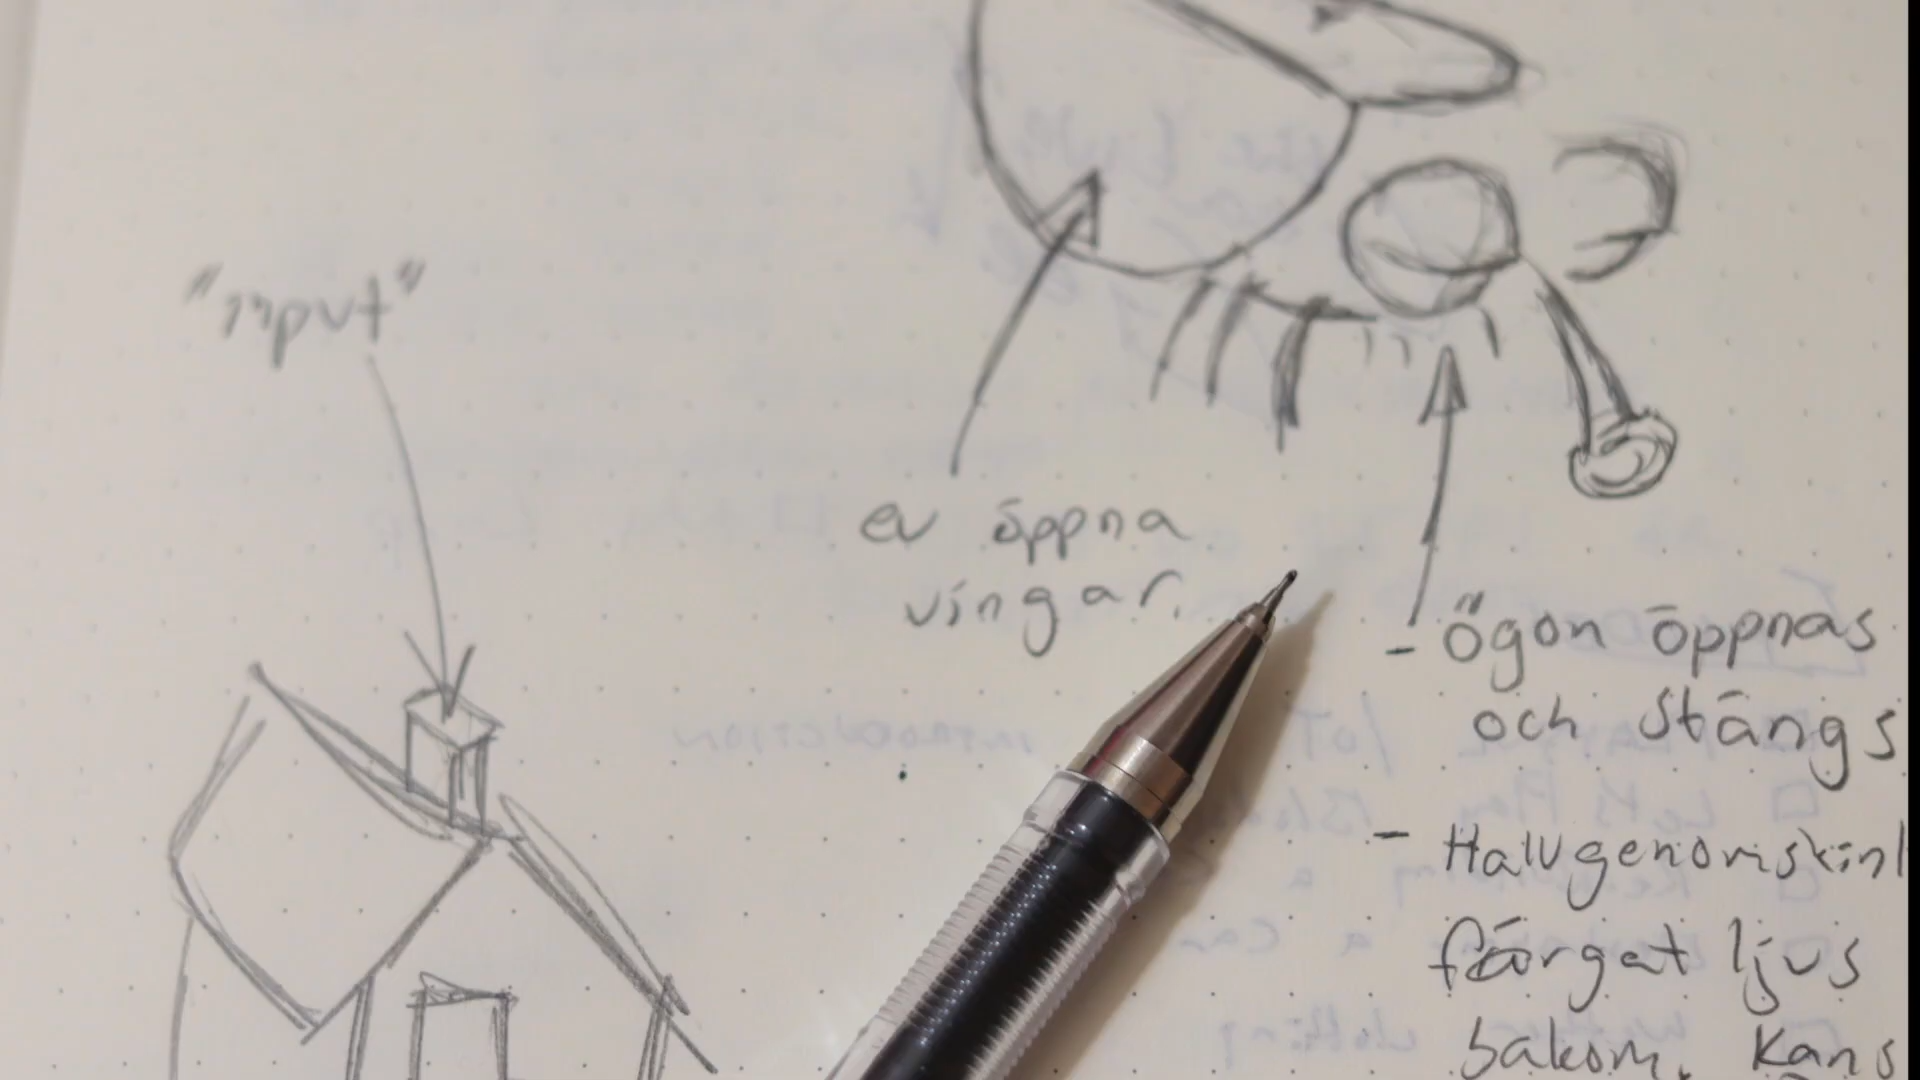 "input"
ev öppna
vingar.
- Ögon öppnas
och stängs
- Halvgenomskinl
färgat ljus
bakom. Kans